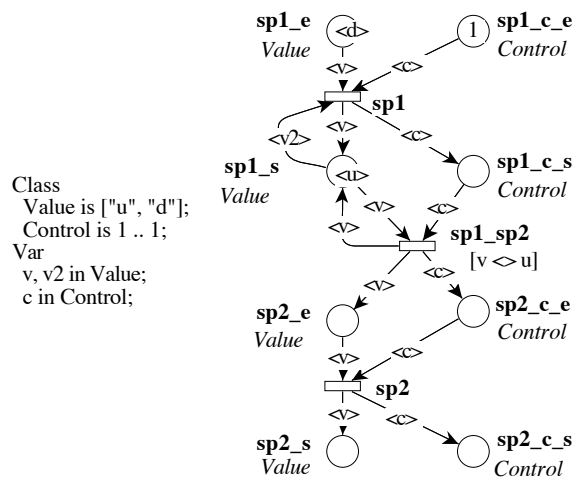 sp1_e
<d>
1
sp1_c_e
Value
Control
<v>
<c>
sp1
<v2>
<v>
<c>
sp1_s
<u>
sp1_c_s
Value
Control
Class
Value is ["u", "d"];
Control is 1 .. 1;
Var
v, v2 in Value;
c in Control;
<v>
<c>
<v>
sp1_sp2
[v <> u]
<v>
<c>
sp2_e
sp2_c_e
Value
Control
<v>
<c>
sp2
<v>
<c>
sp2_s
sp2_c_s
Value
Control